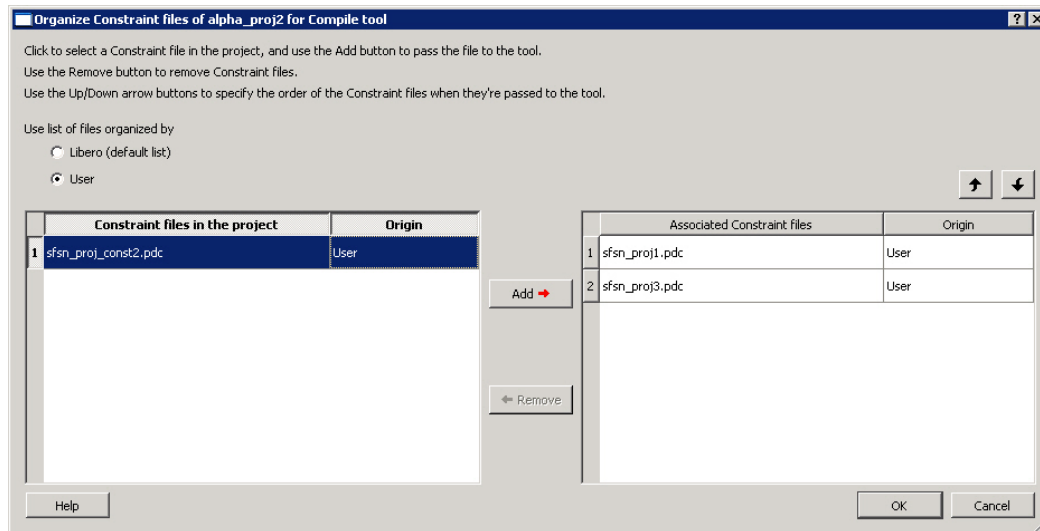 Organize Constraint files of alpha_proj2 for Compile tool
Click to select a Constraint file in the project, and use the Add button to pass the file to the tool.
Use the Remove button to remove Constraint files.
Use the Up/Down arrow buttons to specify the order of the Constraint files when they're passed to the tool.
Use list of files organized by
Libero (default list)
User
Constraint files in the project Origin
1 sfsn_proj_const2.pdc User
Add
Remove
Associated Constraint files Origin
1 sfsn_proj1.pdc User
2 sfsn_proj3.pdc User
Help OK Cancel